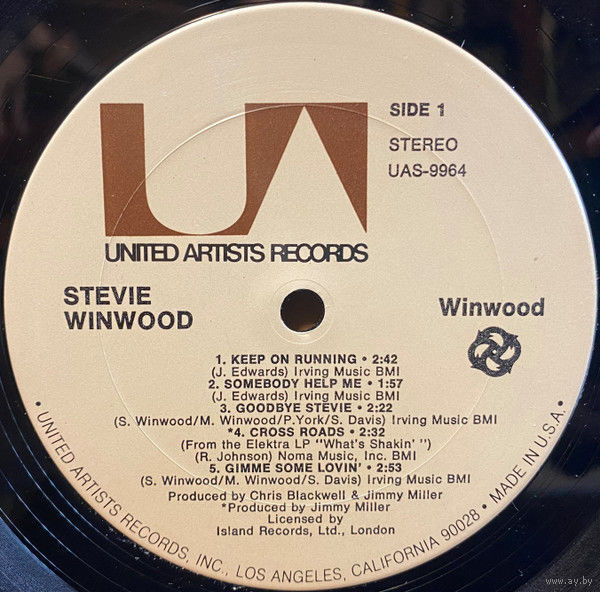 SIDE 1
STEREO
UAS-9964
UA
UNITED ARTISTS RECORDS
STEVIE
WINWOOD
Winwood
1. KEEP ON RUNNING • 2:42
(J. Edwards) Irving Music BMI
2. SOMEBODY HELP ME • 1:57
(J. Edwards) Irving Music BMI
3. GOODBYE STEVIE • 2:22
(S. Winwood/M. Winwood/P.York/S. Davis) Irving Music BMI
*4. CROSS ROADS • 2:32
(From the Elektra LP "What's Shakin' ")
(R. Johnson) Noma Music, Inc. BMI
5. GIMME SOME LOVIN' • 2:53
(S. Winwood/M. Winwood/S. Davis) Irving Music BMI
Produced by Chris Blackwell & Jimmy Miller
*Produced by Jimmy Miller
Licensed by
Island Records, Ltd., London
• UNITED ARTISTS RECORDS, INC., LOS ANGELES, CALIFORNIA 90028 • MADE IN U.S.A. •
www.ay.by